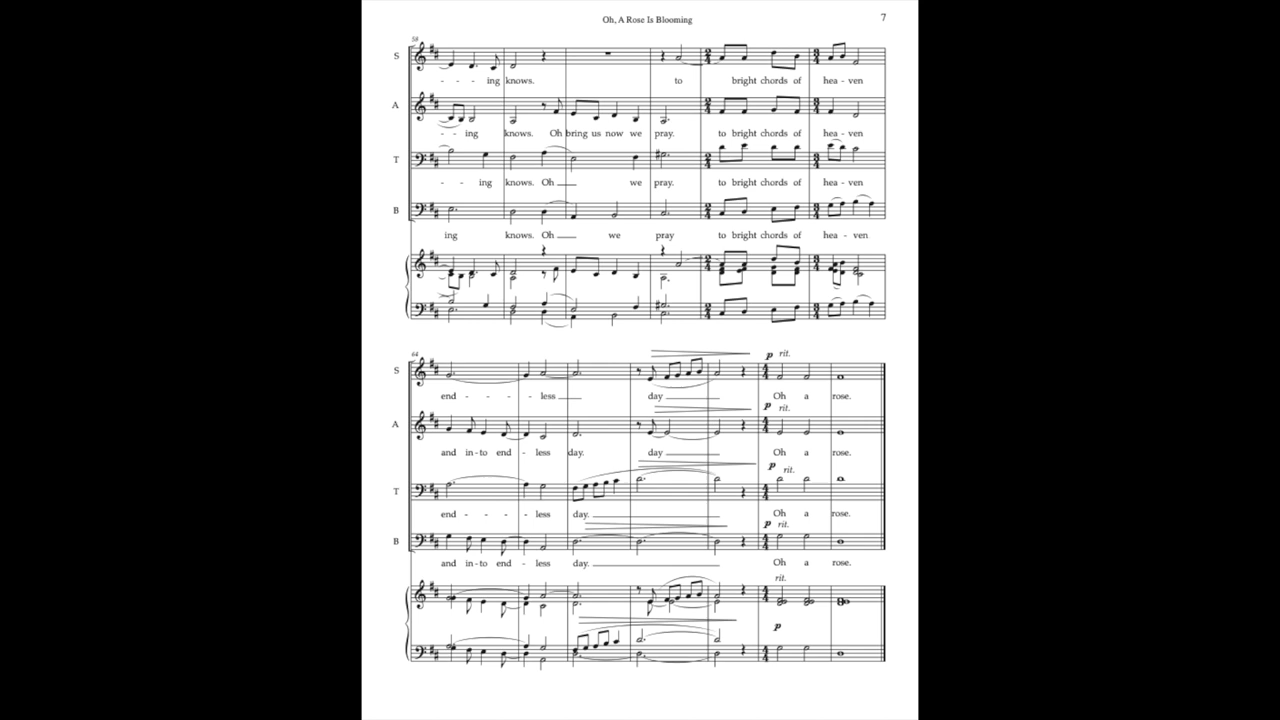 Oh, A Rose Is Blooming
7
59
S
- - - ing knows. to bright chords of hea - ven
A
- - ing knows. Oh bring us now we pray. to bright chords of hea - ven
T
- - ing knows. Oh we pray. to bright chords of hea - ven
B
ing knows. Oh we pray to bright chords of hea - ven
64
p rit.
S
end - - - - less day Oh a rose.
p rit.
A
and in-to end - less day. day Oh a rose.
p rit.
T
end - - - - less day. Oh a rose.
p rit.
B
and in-to end - less day. Oh a rose.
rit.
p